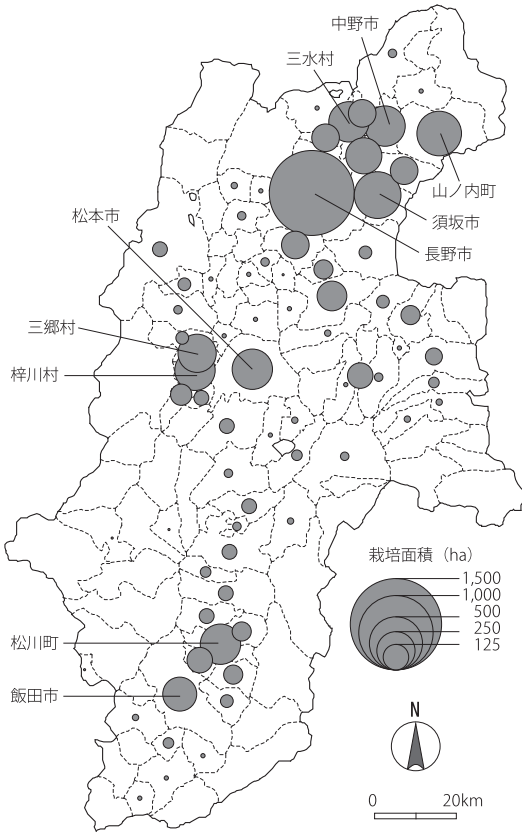 中野市
三水村
山ノ内町
松本市
須坂市
長野市
三郷村
梓川村
栽培面積（ha）
1,500
1,000
500
250
125
松川町
飯田市
N
0 20km